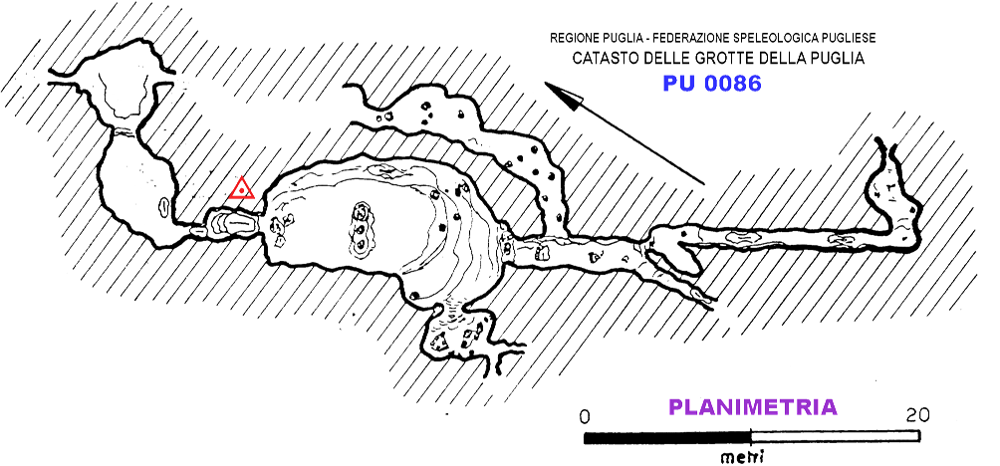 REGIONE PUGLIA - FEDERAZIONE SPELEOLOGICA PUGLIESE
CATASTO DELLE GROTTE DELLA PUGLIA
PU 0086
PLANIMETRIA
0 20
metri